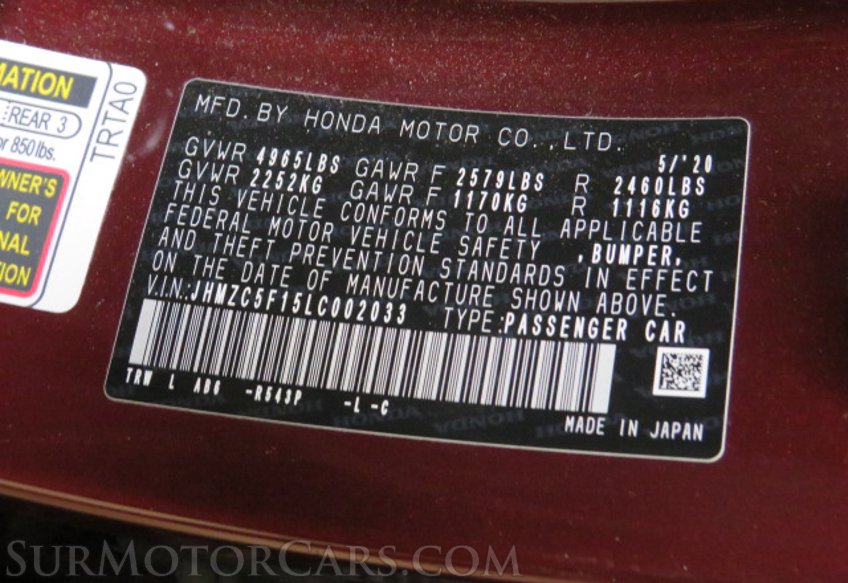 MATION
REAR 3
or 850 lbs.
WNER'S
FOR
NAL
TION
TRTA0
MFD. BY HONDA MOTOR CO., LTD. 5/'20
GVWR 4965LBS GAWR F 2579LBS R 2460LBS
GVWR 2252KG GAWR F 1170KG R 1116KG
THIS VEHICLE CONFORMS TO ALL APPLICABLE
FEDERAL MOTOR VEHICLE SAFETY ,BUMPER,
AND THEFT PREVENTION STANDARDS IN EFFECT
ON THE DATE OF MANUFACTURE SHOWN ABOVE.
V.I.N: JHMZC5F15LC002033 TYPE:PASSENGER CAR
TRW L AB6 -R543P -L -C
MADE IN JAPAN
SURMOTORCARS.COM